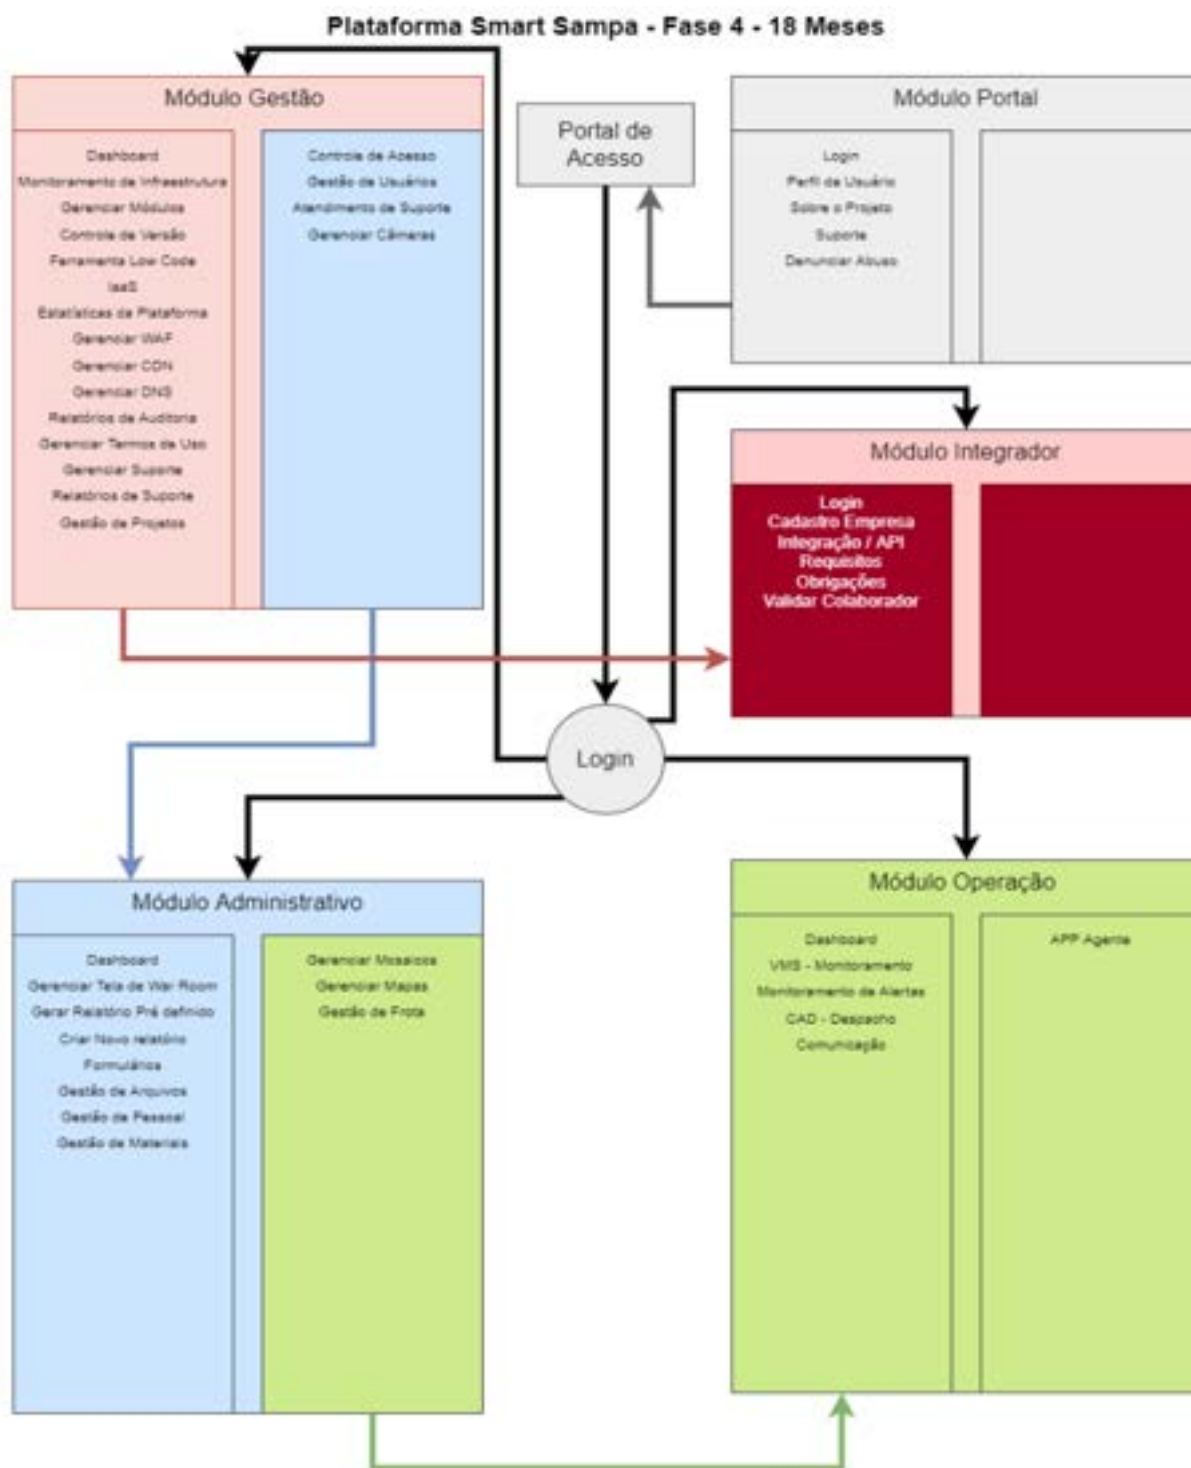 Plataforma Smart Sampa - Fase 4 - 18 Meses
Módulo Gestão
Dashboard
Monitoramento de Infraestrutura
Gerenciar Módulos
Controle de Versão
Ferramenta Low Code
IaaS
Estatísticas da Plataforma
Gerenciar WAF
Gerenciar CDN
Gerenciar DNS
Relatórios de Auditoria
Gerenciar Termos de Uso
Gerenciar Suporte
Relatórios de Suporte
Gestão de Projetos
Controle de Acesso
Gestão de Usuários
Atendimento de Suporte
Gerenciar Câmeras
Portal de
Acesso
Módulo Portal
Login
Perfil de Usuário
Sobre o Projeto
Suporte
Denunciar Abuso
Módulo Integrador
Login
Cadastro Empresa
Integração / API
Requisitos
Obrigações
Validar Colaborador
Login
Módulo Administrativo
Dashboard
Gerenciar Tela de War Room
Gerar Relatório Pré definido
Criar Novo relatório
Formulários
Gestão de Arquivos
Gestão de Pessoal
Gestão de Materiais
Gerenciar Mosaicos
Gerenciar Mapas
Gestão de Frota
Módulo Operação
Dashboard
VMS - Monitoramento
Monitoramento de Alertas
CAD - Despacho
Comunicação
APP Agente